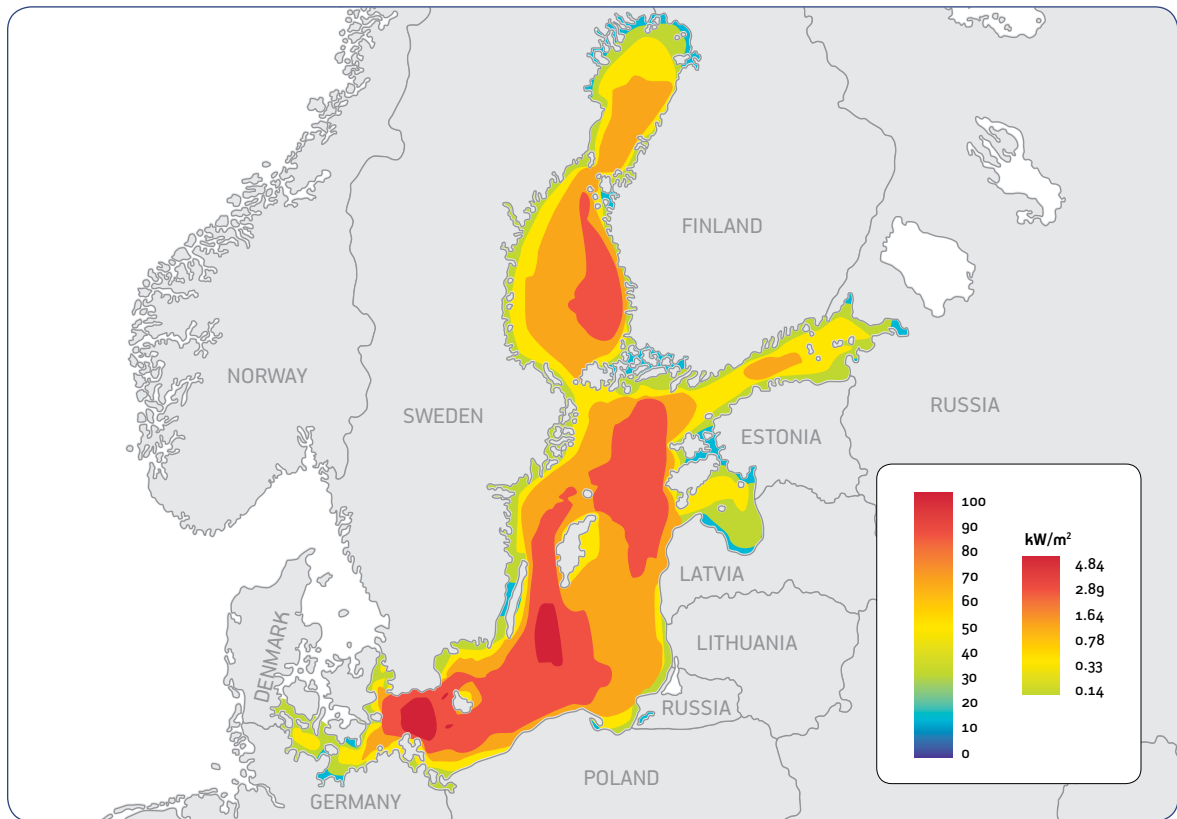 FINLAND
NORWAY
SWEDEN
RUSSIA
ESTONIA
LATVIA
LITHUANIA
DENMARK
RUSSIA
POLAND
GERMANY
100
90
80
70
60
50
40
30
20
10
0
kW/m²
4.84
2.89
1.64
0.78
0.33
0.14